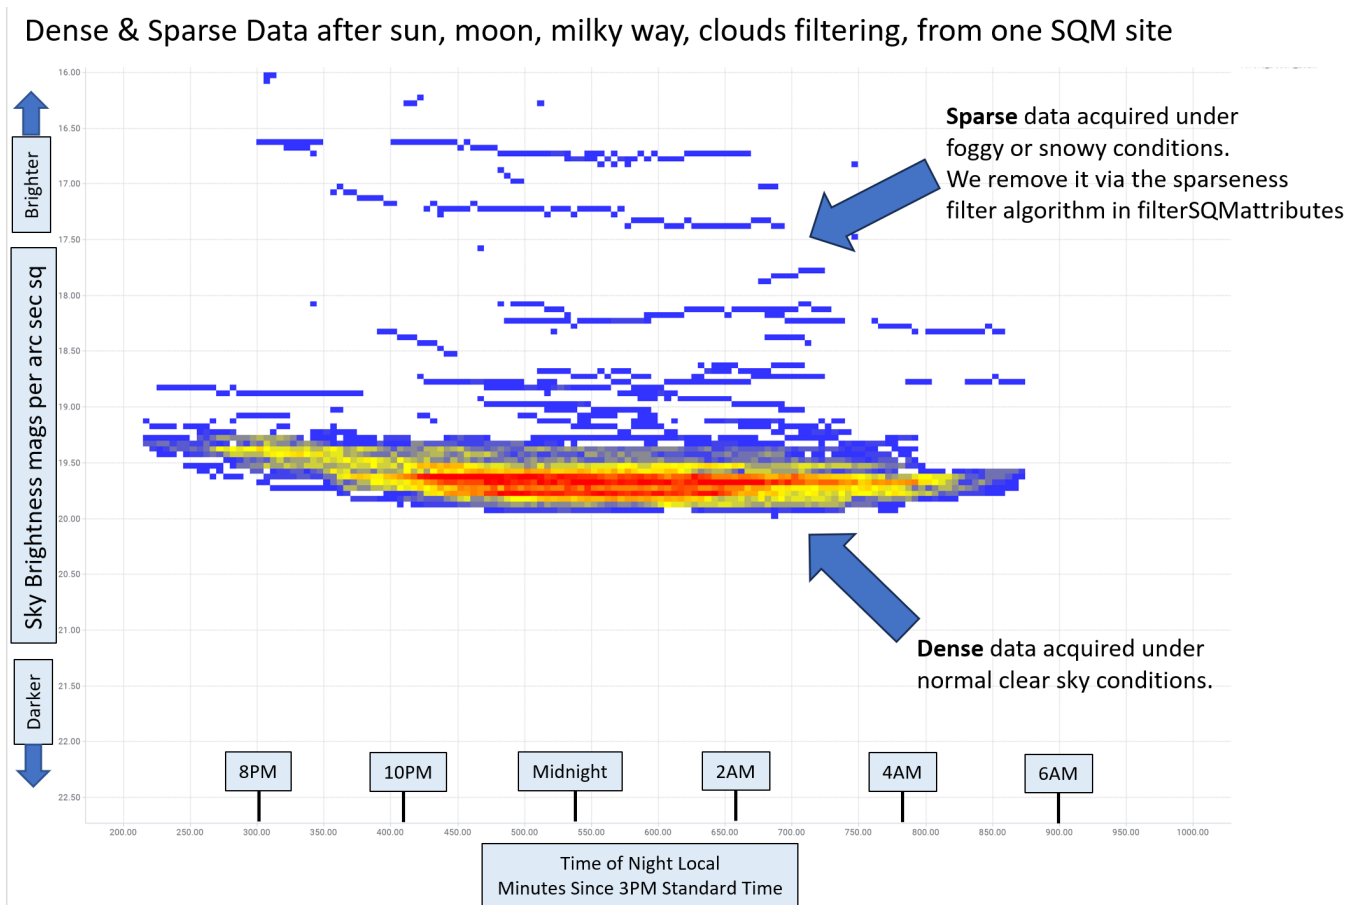 Dense & Sparse Data after sun, moon, milky way, clouds filtering, from one SQM site
Brighter
Sky Brightness mags per arc sec sq
Darker
16.00
16.50
17.00
17.50
18.00
18.50
19.00
19.50
20.00
20.50
21.00
21.50
22.00
22.50
Sparse data acquired under
foggy or snowy conditions.
We remove it via the sparseness
filter algorithm in filterSQMattributes
Dense data acquired under
normal clear sky conditions.
8PM
10PM
Midnight
2AM
4AM
6AM
200.00
250.00
300.00
350.00
400.00
450.00
500.00
550.00
600.00
650.00
700.00
750.00
800.00
850.00
900.00
950.00
1000.00
Time of Night Local
Minutes Since 3PM Standard Time